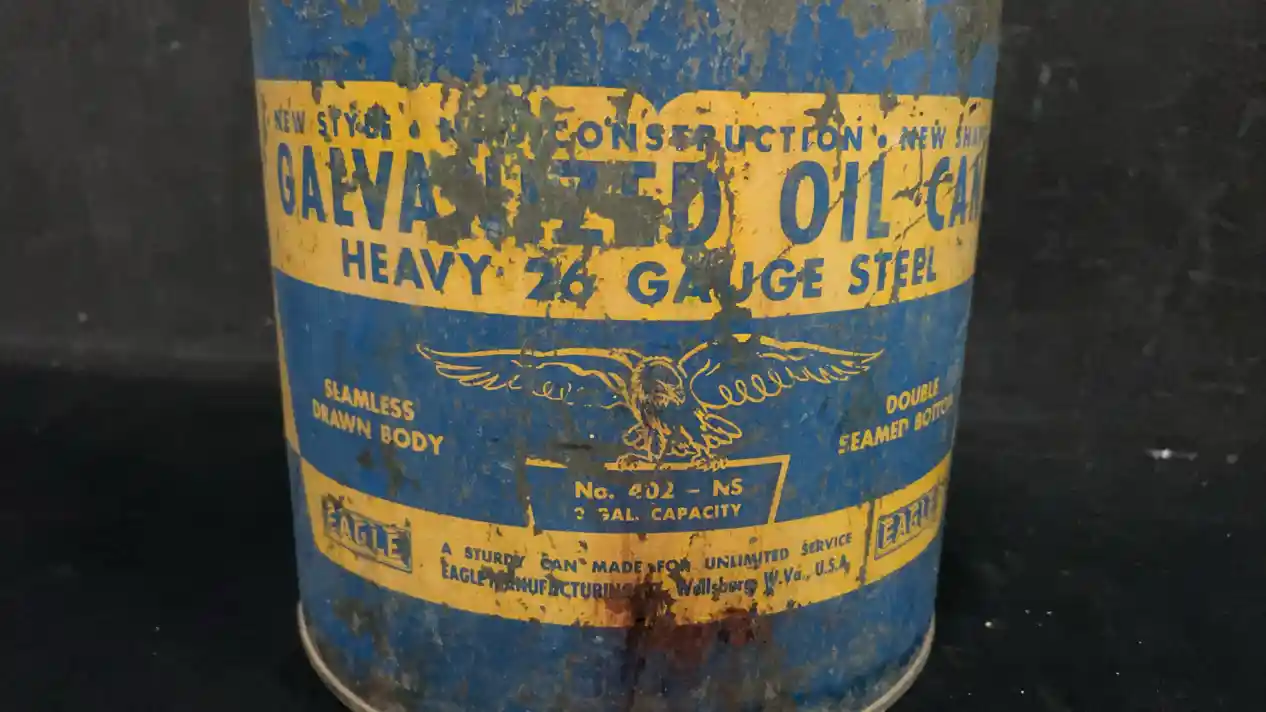 NEW STYLE • NEW CONSTRUCTION • NEW SHAPE
GALVANIZED OIL CAN
HEAVY 26 GAUGE STEEL
SEAMLESS
DRAWN BODY
DOUBLE
SEAMED BOTTOM
No. 402 – NS
2 GAL. CAPACITY
EAGLE
A STURDY CAN MADE FOR UNLIMITED SERVICE
EAGLE MANUFACTURING Wellsburg W.Va., U.S.A.
EAGLE